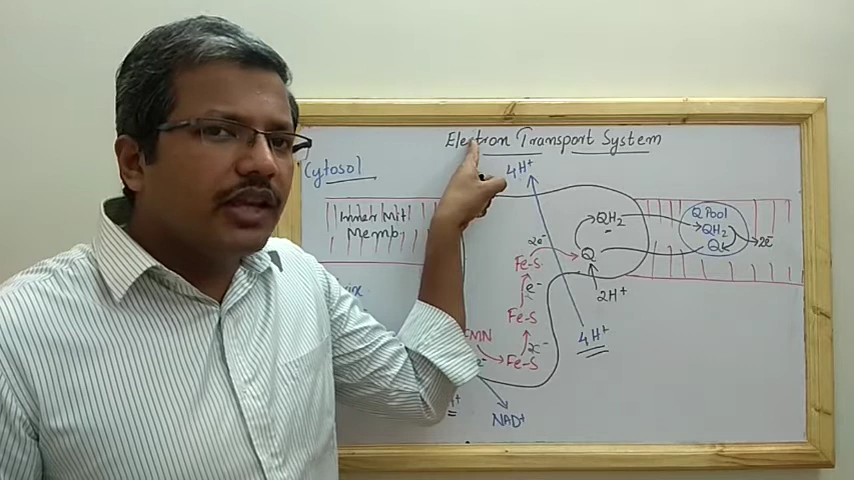 Electron Transport System
Cytosol
4H+
Inner Mit
Memb.
QH2
Q Pool
QH2
Q
2e-
2e-
Q
Fe-S
e-
2H+
Fe-S
FMN
2e-
Fe-S
4H+
NAD+